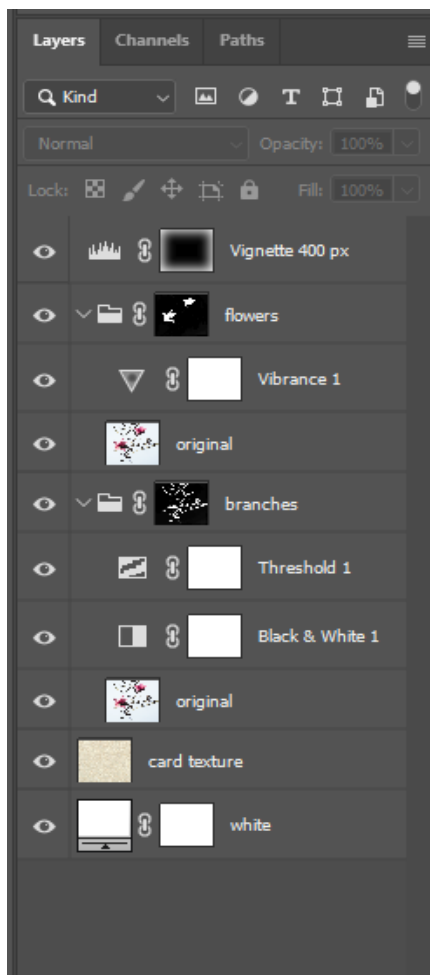 Layers Channels Paths
Kind T
Normal Opacity: 100%
Lock: Fill: 100%
Vignette 400 px
flowers
Vibrance 1
original
branches
Threshold 1
Black & White 1
original
card texture
white